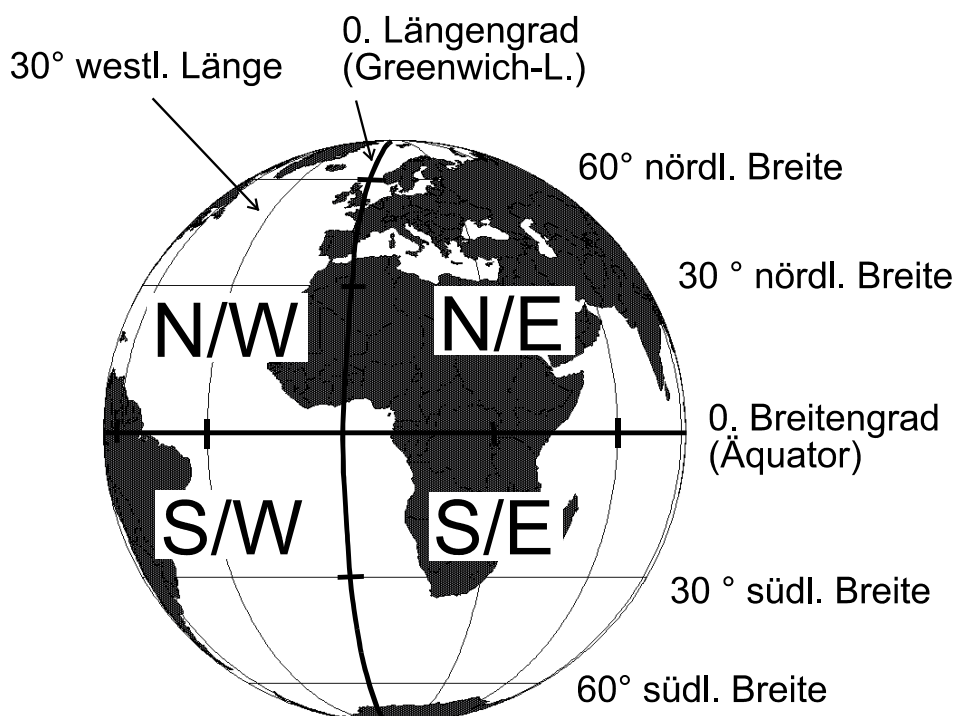 0. Längengrad
(Greenwich-L.)
30° westl. Länge
60° nördl. Breite
30 ° nördl. Breite
N/W
N/E
0. Breitengrad
(Äquator)
S/W
S/E
30 ° südl. Breite
60° südl. Breite